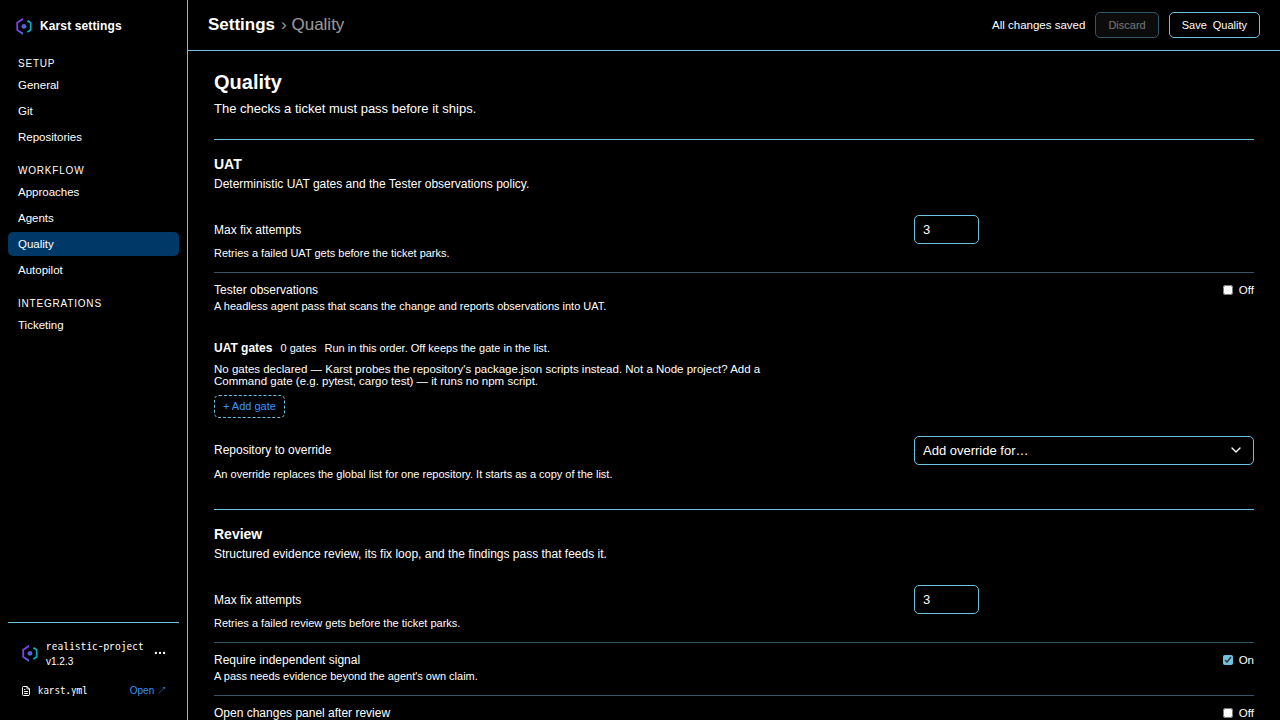 Karst settings
SETUP
General
Git
Repositories
WORKFLOW
Approaches
Agents
Quality
Autopilot
INTEGRATIONS
Ticketing
realistic-project
v1.2.3
karst.yml
Open ↗
Settings › Quality
All changes saved
Discard
Save Quality
Quality
The checks a ticket must pass before it ships.
UAT
Deterministic UAT gates and the Tester observations policy.
Max fix attempts
3
Retries a failed UAT gets before the ticket parks.
Tester observations
Off
A headless agent pass that scans the change and reports observations into UAT.
UAT gates 0 gates Run in this order. Off keeps the gate in the list.
No gates declared — Karst probes the repository's package.json scripts instead. Not a Node project? Add a
Command gate (e.g. pytest, cargo test) — it runs no npm script.
+ Add gate
Repository to override
Add override for…
An override replaces the global list for one repository. It starts as a copy of the list.
Review
Structured evidence review, its fix loop, and the findings pass that feeds it.
Max fix attempts
3
Retries a failed review gets before the ticket parks.
Require independent signal
On
A pass needs evidence beyond the agent's own claim.
Open changes panel after review
Off